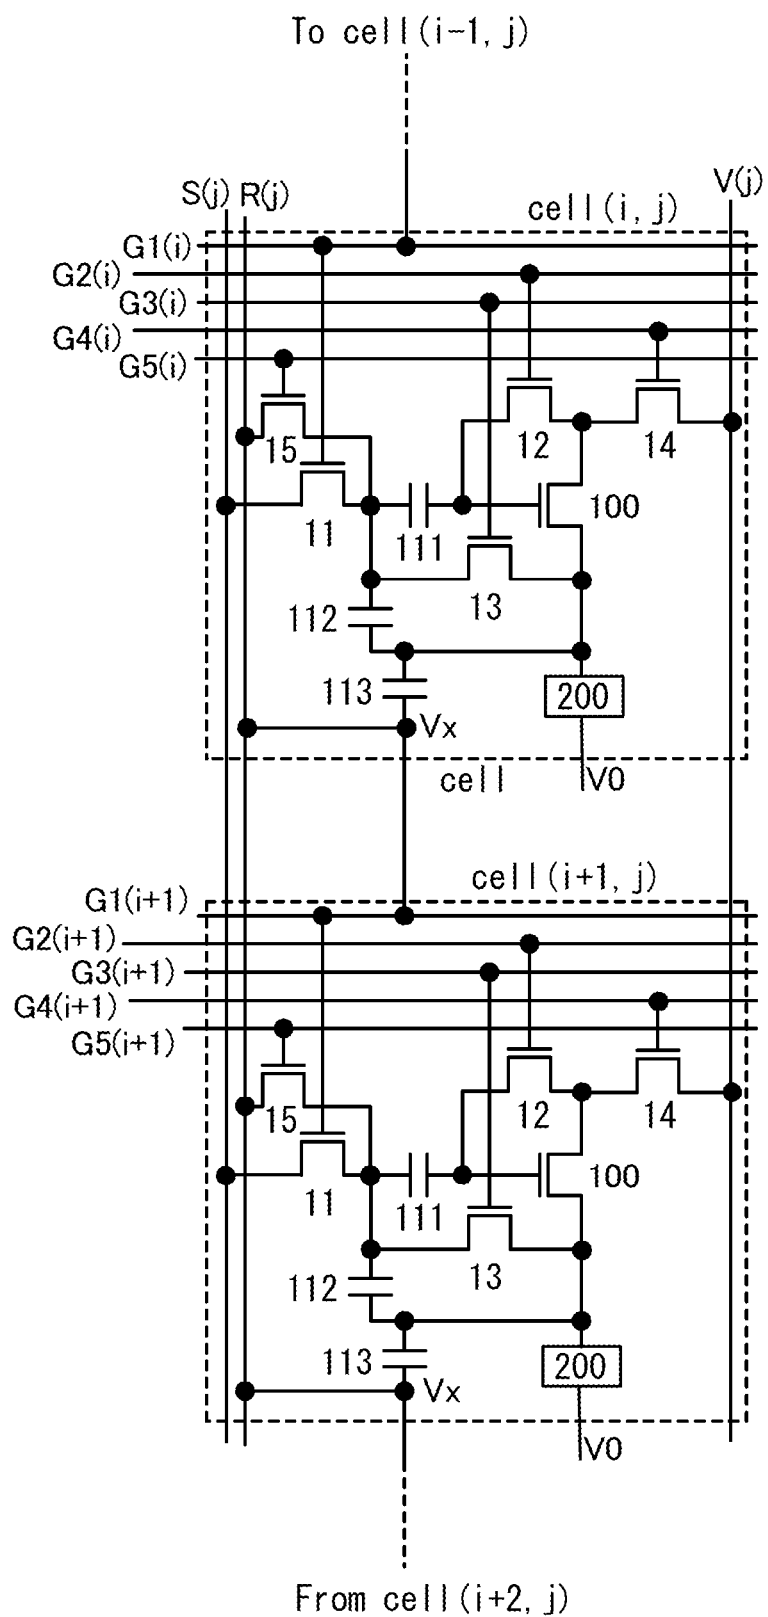 To cell(i-1, j)
S(j) R(j)
V(j)
cell(i, j)
G1(i)
G2(i)
G3(i)
G4(i)
G5(i)
15
12
14
11
111
100
112
13
113
200
Vx
cell
V0
cell(i+1, j)
G1(i+1)
G2(i+1)
G3(i+1)
G4(i+1)
G5(i+1)
15
12
14
11
111
100
112
13
113
200
Vx
V0
From cell(i+2, j)